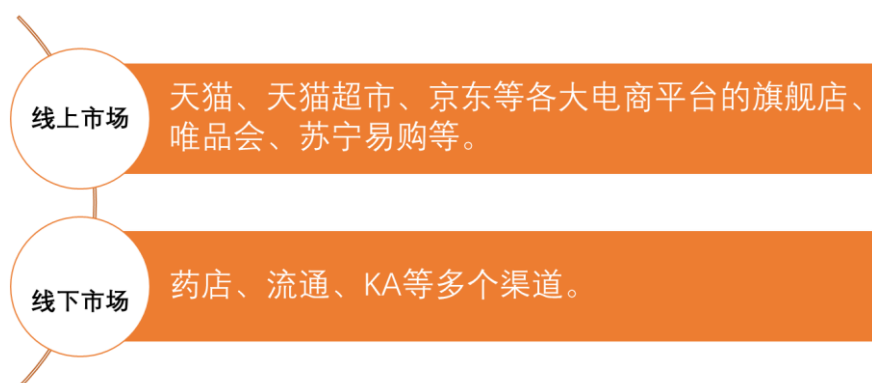 线上市场
天猫、天猫超市、京东等各大电商平台的旗舰店、
唯品会、苏宁易购等。
线下市场
药店、流通、KA等多个渠道。